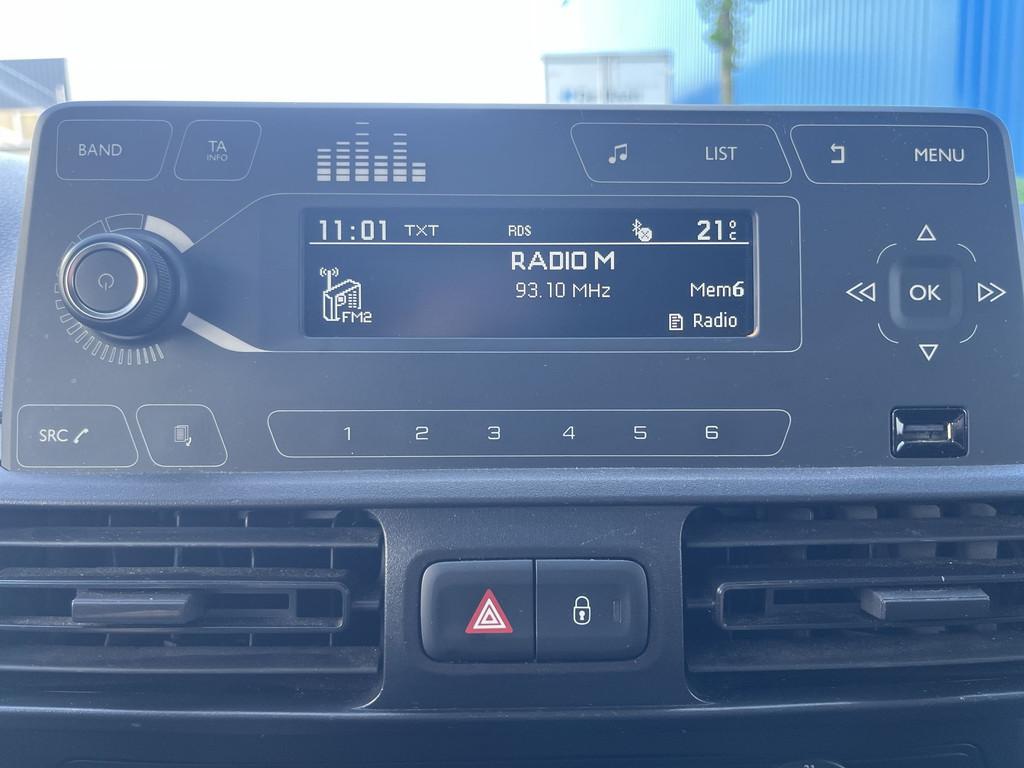 BAND
TA
INFO
LIST
MENU
11:01 TXT RDS 21°C
RADIO M
93.10 MHz Mem6
FM2
Radio
OK
SRC
1 2 3 4 5 6